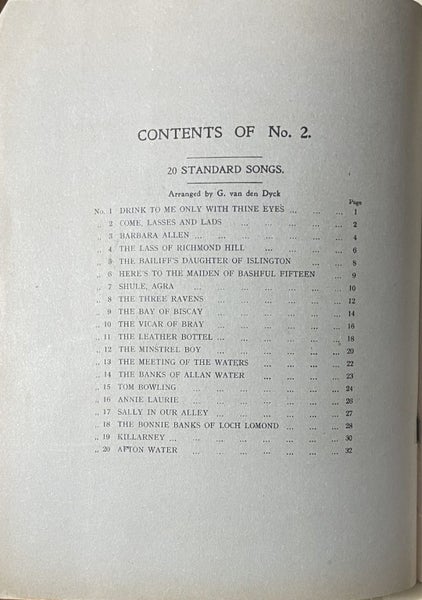 CONTENTS OF No. 2.
20 STANDARD SONGS.
Arranged by G. van den Dyck
Page
No. 1 DRINK TO ME ONLY WITH THINE EYES ... ... ... 1
„ 2 COME, LASSES AND LADS ... ... ... ... ... 2
„ 3 BARBARA ALLEN ... ... ... ... ... ... 4
„ 4 THE LASS OF RICHMOND HILL ... ... ... ... 6
„ 5 THE BAILIFF'S DAUGHTER OF ISLINGTON ... ... ... 8
„ 6 HERE'S TO THE MAIDEN OF BASHFUL FIFTEEN ... ... 9
„ 7 SHULE, AGRA ... ... ... ... ... ... 10
„ 8 THE THREE RAVENS ... ... ... ... ... 12
„ 9 THE BAY OF BISCAY ... ... ... ... ... 14
„ 10 THE VICAR OF BRAY ... ... ... ... ... 16
„ 11 THE LEATHER BOTTEL ... ... ... ... ... 18
„ 12 THE MINSTREL BOY ... ... ... ... ... 20
„ 13 THE MEETING OF THE WATERS ... ... ... ... 22
„ 14 THE BANKS OF ALLAN WATER ... ... ... ... 23
„ 15 TOM BOWLING ... ... ... ... ... ... 24
„ 16 ANNIE LAURIE ... ... ... ... ... ... 26
„ 17 SALLY IN OUR ALLEY ... ... ... ... ... 27
„ 18 THE BONNIE BANKS OF LOCH LOMOND ... ... ... 28
„ 19 KILLARNEY ... ... ... ... ... ... ... 30
„ 20 AFTON WATER ... ... ... ... ... ... 32